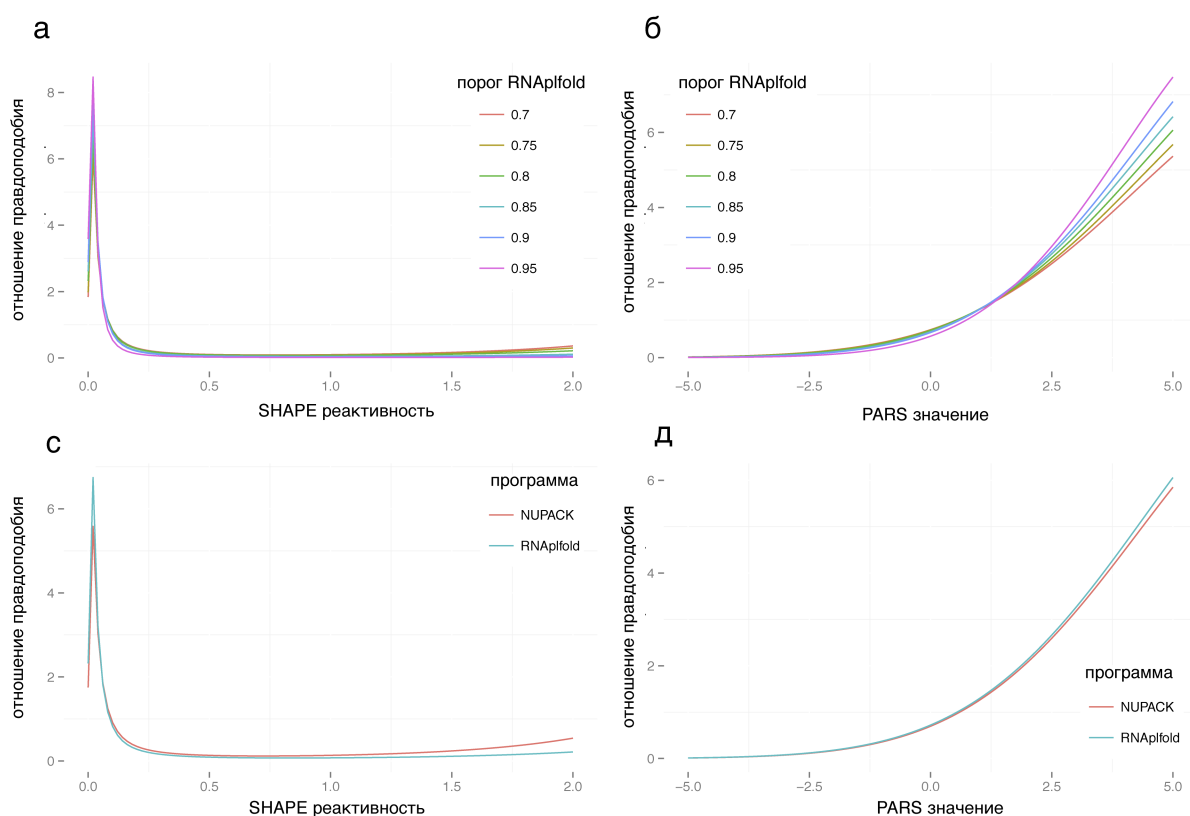 а
отношение правдоподобия
8
6
4
2
0
порог RNAplfold
0.7
0.75
0.8
0.85
0.9
0.95
0.0 0.5 1.0 1.5 2.0
SHAPE реактивность
б
отношение правдоподобия
6
4
2
0
порог RNAplfold
0.7
0.75
0.8
0.85
0.9
0.95
−5.0 −2.5 0.0 2.5 5.0
PARS значение
с
отношение правдоподобия
6
4
2
0
программа
NUPACK
RNAplfold
0.0 0.5 1.0 1.5 2.0
SHAPE реактивность
д
отношение правдоподобия
6
4
2
0
программа
NUPACK
RNAplfold
−5.0 −2.5 0.0 2.5 5.0
PARS значение